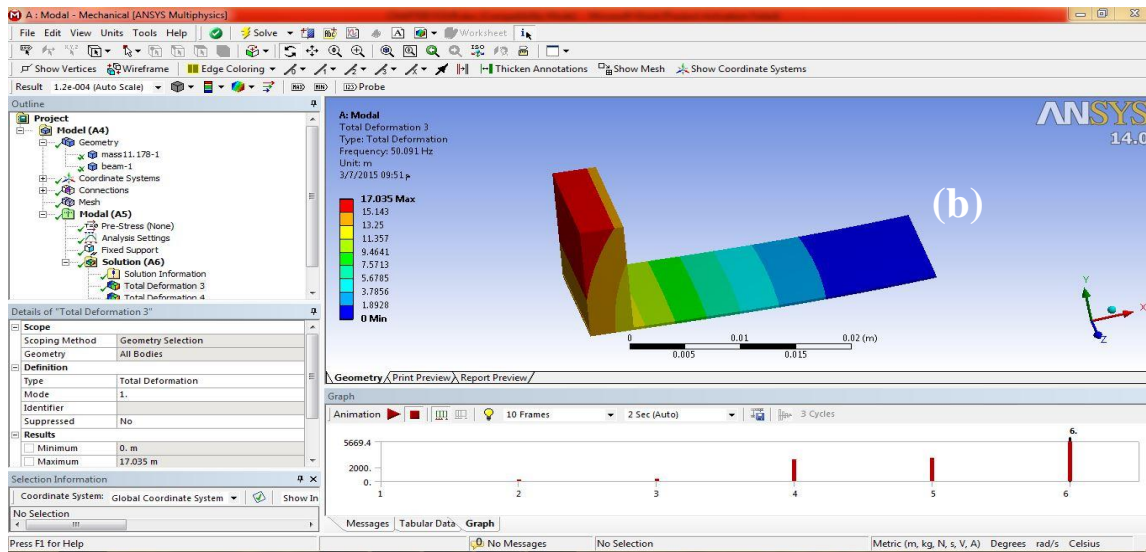 A : Modal - Mechanical [ANSYS Multiphysics]
File Edit View Units Tools Help Solve Worksheet
Show Vertices Wireframe Edge Coloring Thicken Annotations Show Mesh Show Coordinate Systems
Result 1.2e-004 (Auto Scale) Probe
Outline
Project
Model (A4)
Geometry
mass11.178-1
beam-1
Coordinate Systems
Connections
Mesh
Modal (A5)
Pre-Stress (None)
Analysis Settings
Fixed Support
Solution (A6)
Solution Information
Total Deformation 3
Total Deformation 4
Details of "Total Deformation 3"
Scope
Scoping Method Geometry Selection
Geometry All Bodies
Definition
Type Total Deformation
Mode 1.
Identifier
Suppressed No
Results
Minimum 0. m
Maximum 17.035 m
Selection Information
Coordinate System: Global Coordinate System Show In
No Selection
A: Modal
Total Deformation 3
Type: Total Deformation
Frequency: 50.091 Hz
Unit: m
3/7/2015 09:51 م
17.035 Max
15.143
13.25
11.357
9.4641
7.5713
5.6785
3.7856
1.8928
0 Min
ANSYS
14.0
(b)
0 0.01 0.02 (m)
0.005 0.015
Y
X
Z
Geometry Print Preview Report Preview
Graph
Animation 10 Frames 2 Sec (Auto) 3 Cycles
6.
5669.4
2000.
0.
1 2 3 4 5 6
Messages Tabular Data Graph
Press F1 for Help No Messages No Selection Metric (m, kg, N, s, V, A) Degrees rad/s Celsius